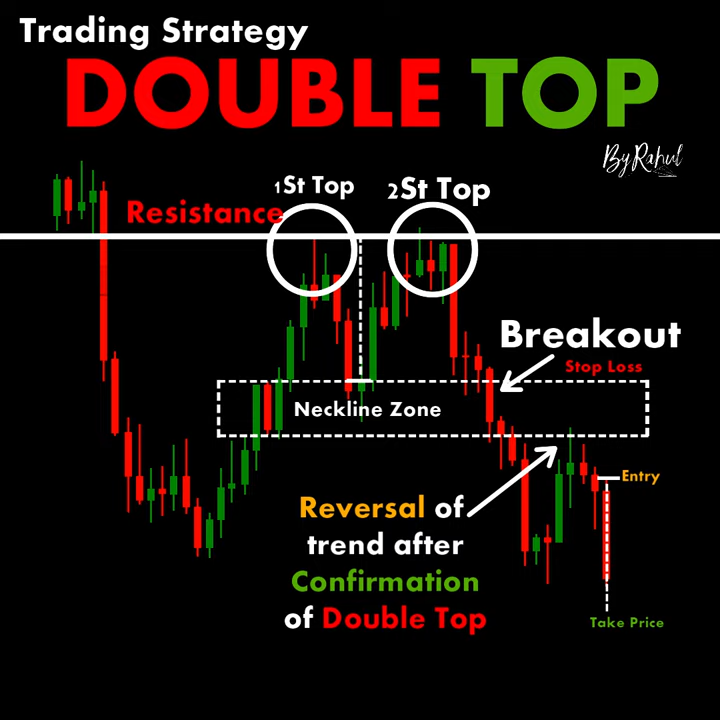 Trading Strategy
DOUBLE TOP
By Rahul
1St Top
2St Top
Resistance
Breakout
Stop Loss
Neckline Zone
Entry
Reversal of
trend after
Confirmation
of Double Top
Take Price